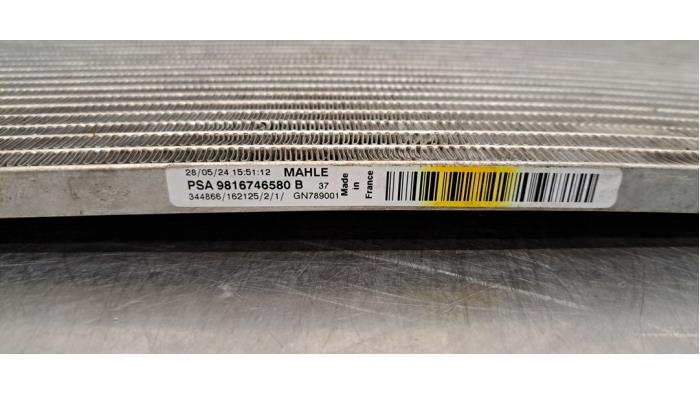 28/05/24 15:51:12 MAHLE
PSA 9816746580 B 37
344866/162125/2/1/ GN789001
Made
in
France